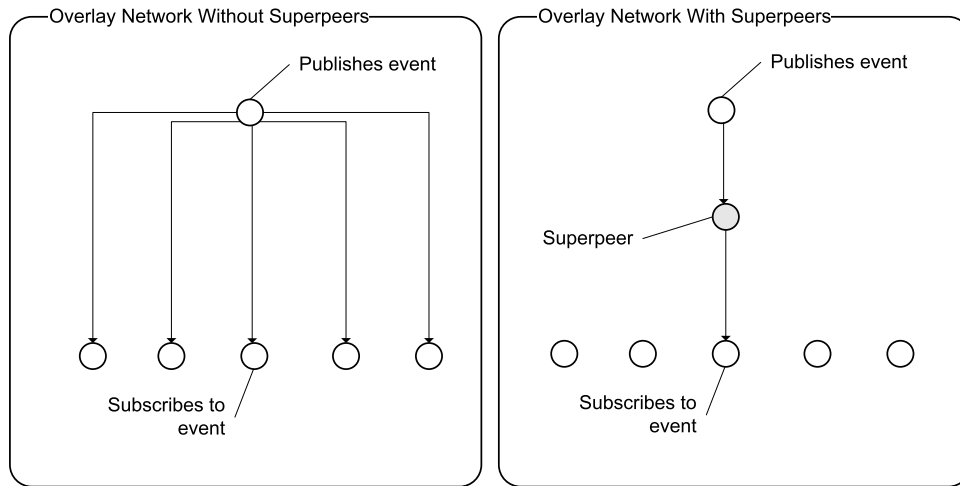 Overlay Network Without Superpeers
Publishes event
Subscribes to
event
Overlay Network With Superpeers
Publishes event
Superpeer
Subscribes to
event